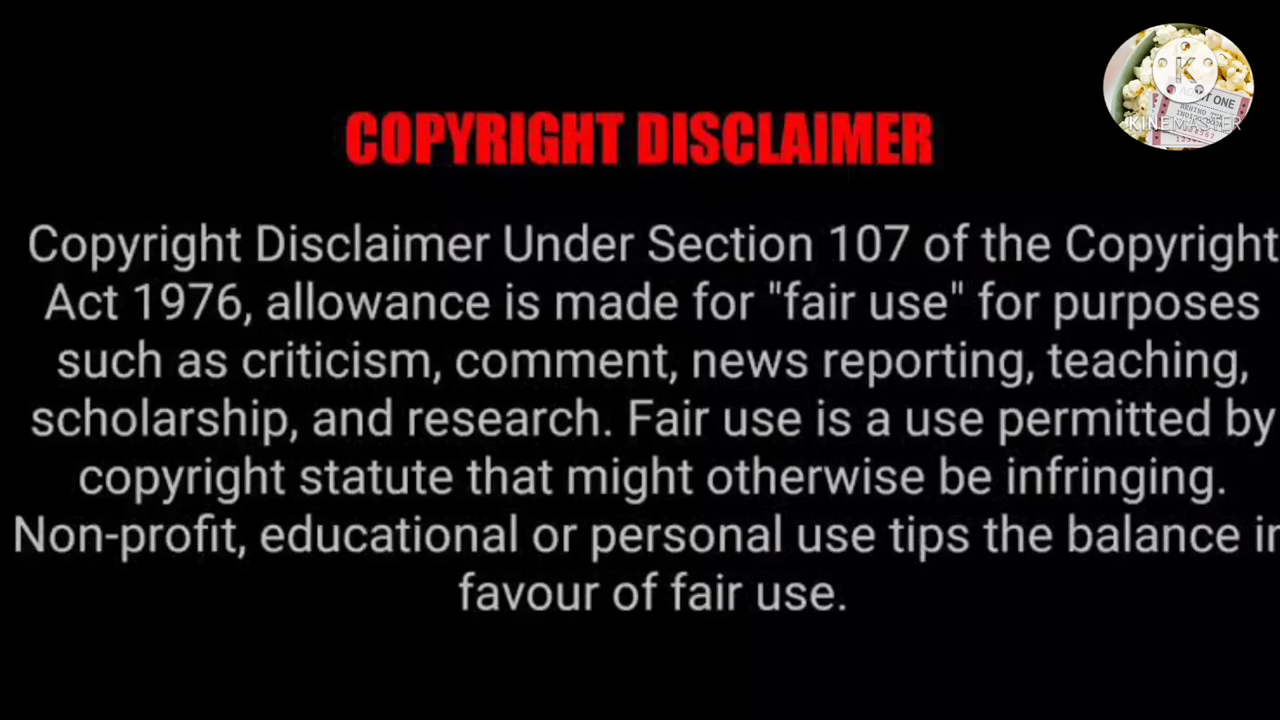 COPYRIGHT DISCLAIMER
Copyright Disclaimer Under Section 107 of the Copyright
Act 1976, allowance is made for "fair use" for purposes
such as criticism, comment, news reporting, teaching,
scholarship, and research. Fair use is a use permitted by
copyright statute that might otherwise be infringing.
Non-profit, educational or personal use tips the balance in
favour of fair use.
K
ADMIT ONE
KINEMASTER